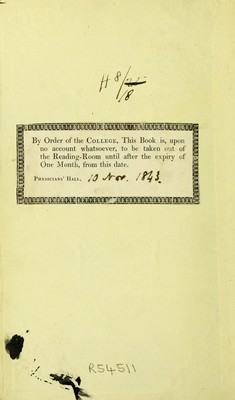 H 8/
18
By Order of the COLLEGE, This Book is, upon
no account whatsoever, to be taken out of
the Reading-Room until after the expiry of
One Month, from this date.
PHYSICIANS' HALL, 10 Nov. 1843.
R54511